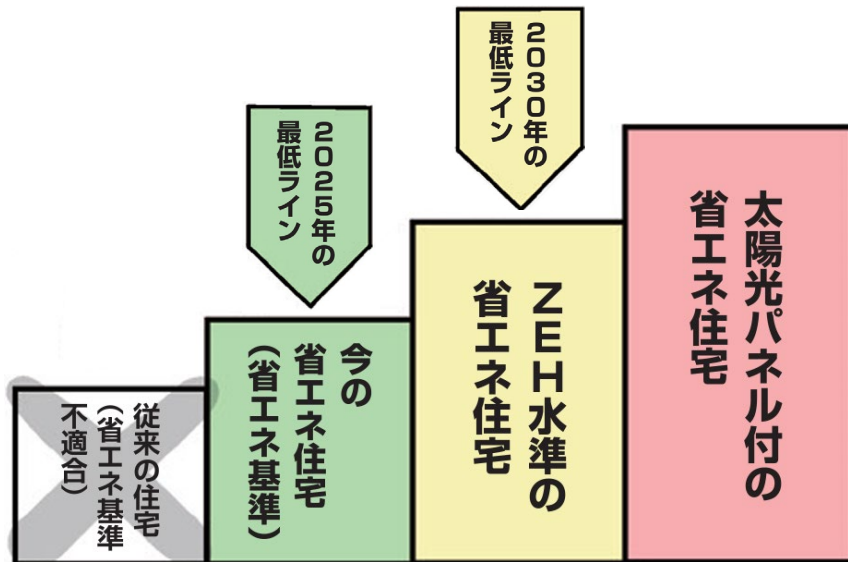 2025年の
最低ライン
2030年の
最低ライン
従来の住宅
(省エネ基準
不適合)
今の
省エネ住宅
(省エネ基準)
ZEH水準の
省エネ住宅
太陽光パネル付の
省エネ住宅